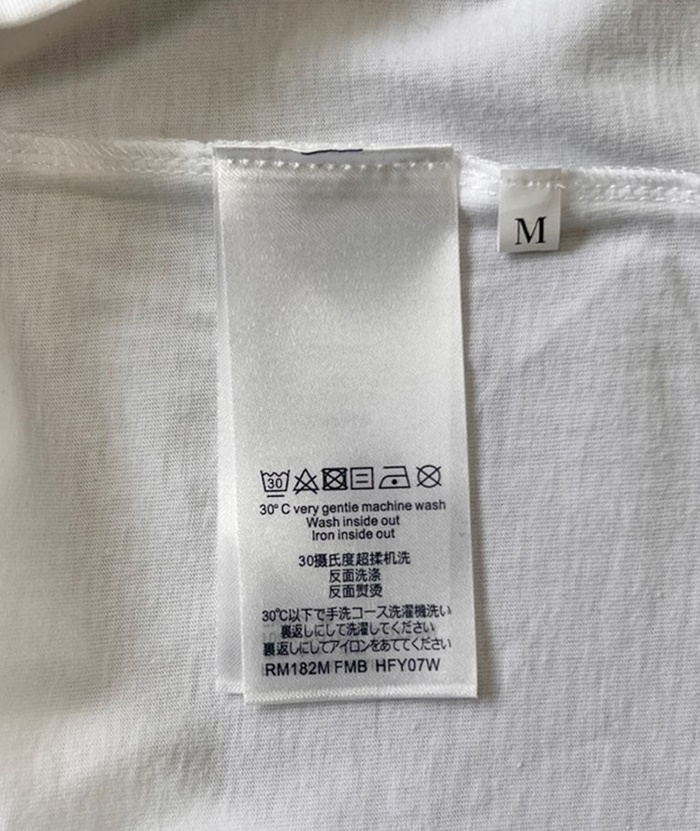 M
30
30°C very gentie machine wash
Wash inside out
Iron inside out
30摄氏度超揉机洗
反面洗涤
反面熨烫
30℃以下で手洗コース洗濯機洗い
裏返しにして洗濯してください
裏返しにしてアイロンをあててください
RM182M FMB HFY07W